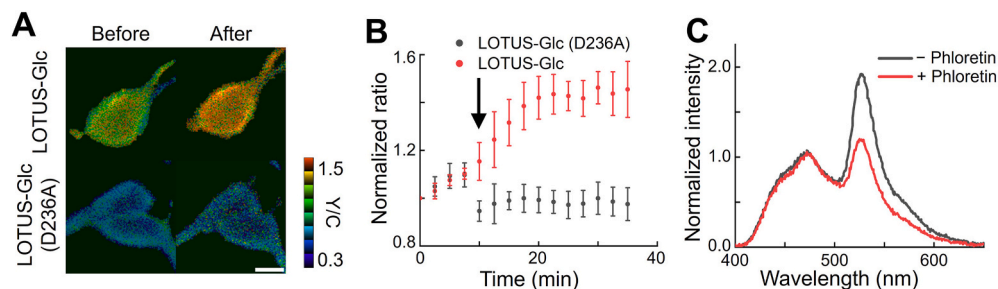 A
Before After
LOTUS-Glc
LOTUS-Glc
(D236A)
1.5
Y/C
0.3
B
LOTUS-Glc (D236A)
LOTUS-Glc
Normalized ratio
1.6
1.2
0.8
0 10 20 30 40
Time (min)
C
− Phloretin
+ Phloretin
Normalized intensity
2.0
1.0
0.0
400 500 600
Wavelength (nm)